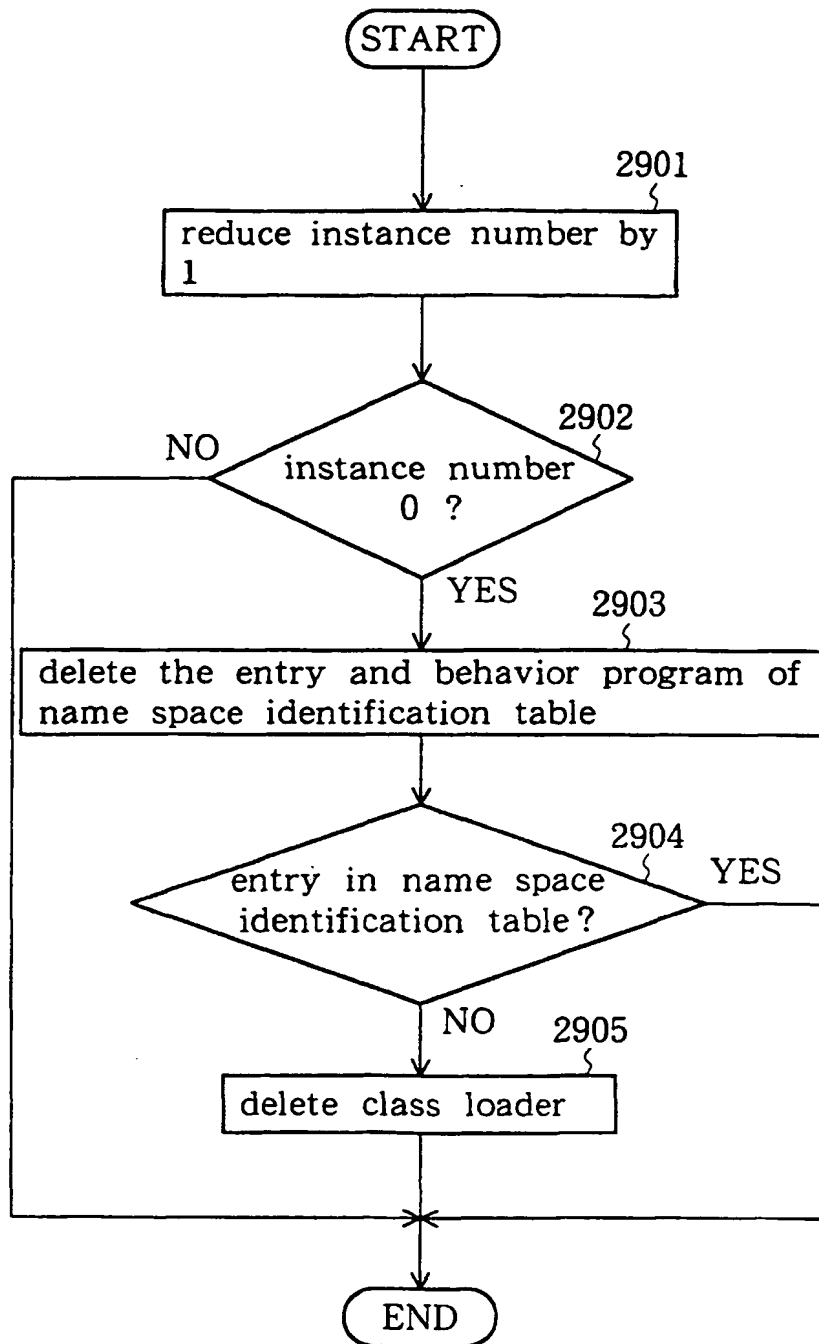 START
2901
reduce instance number by
1
2902
NO
instance number
0 ?
YES
2903
delete the entry and behavior program of
name space identification table
2904
YES
entry in name space
identification table?
NO
2905
delete class loader
END